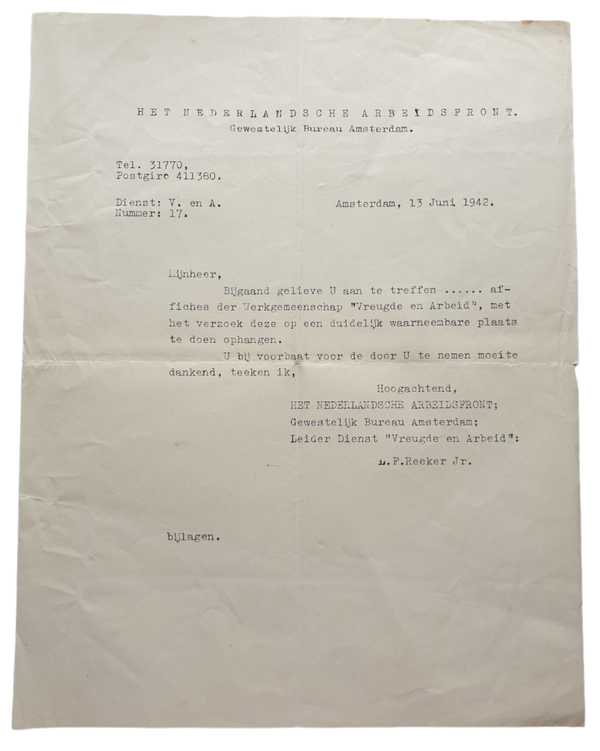 HET NEDERLANDSCHE ARBEIDSFRONT.
Gewestelijk Bureau Amsterdam.
Tel. 31770,
Postgiro 411380.
Dienst: V. en A.
Nummer: 17.
Amsterdam, 13 Juni 1942.
Mijnheer,
Bijgaand gelieve U aan te treffen ...... af-
fiches der Werkgemeenschap "Vreugde en Arbeid", met
het verzoek deze op een duidelijk waarneembare plaats
te doen ophangen.
U bij voorbaat voor de door U te nemen moeite
dankend, teeken ik,
Hoogachtend,
HET NEDERLANDSCHE ARBEIDSFRONT;
Gewestelijk Bureau Amsterdam;
Leider Dienst "Vreugde en Arbeid":
L.F.Reeker Jr.
bijlagen.